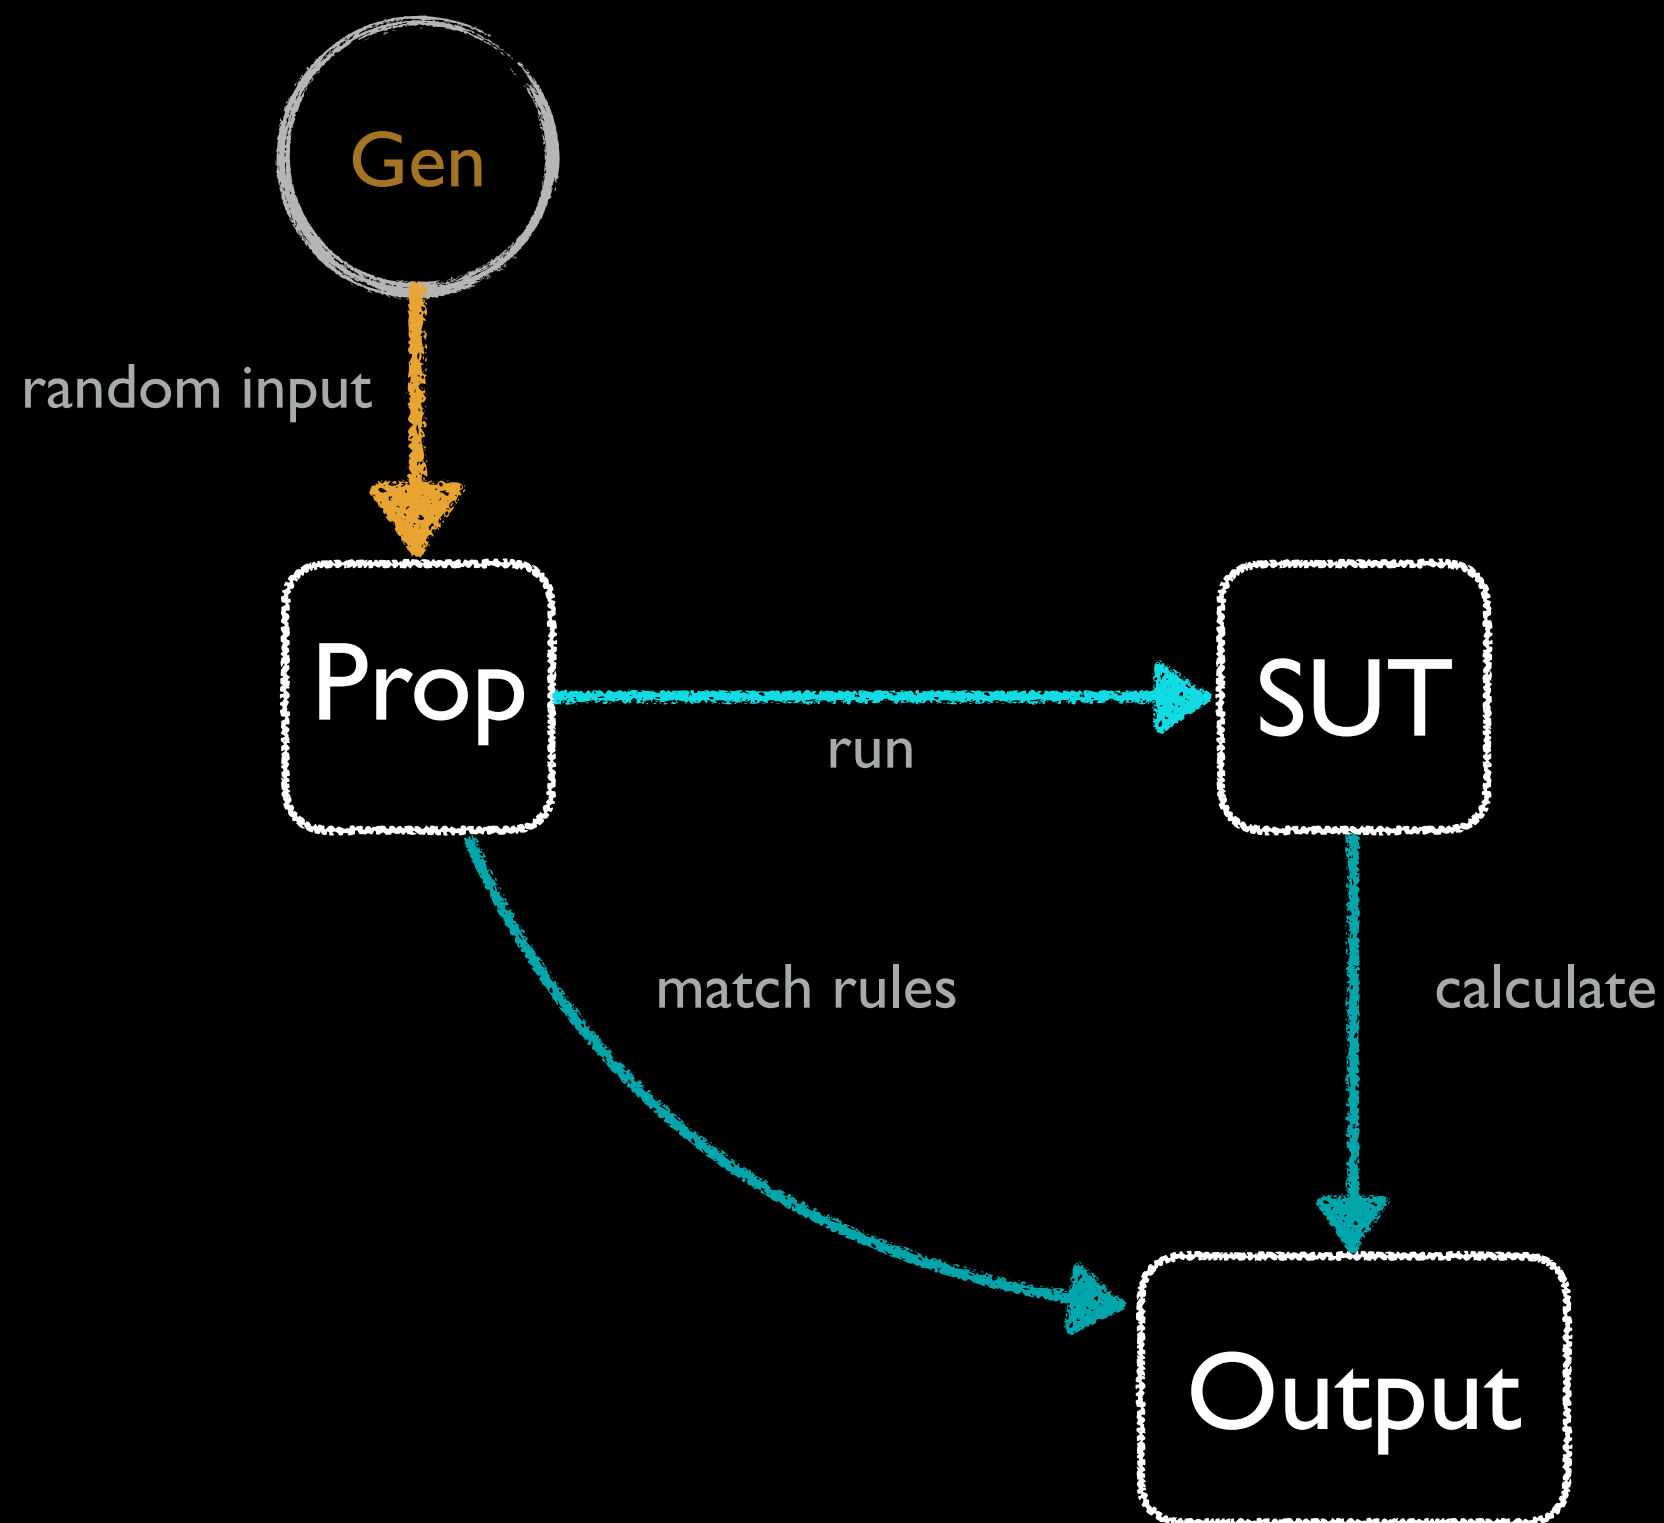 Gen
random input
Prop
SUT
run
match rules
calculate
Output